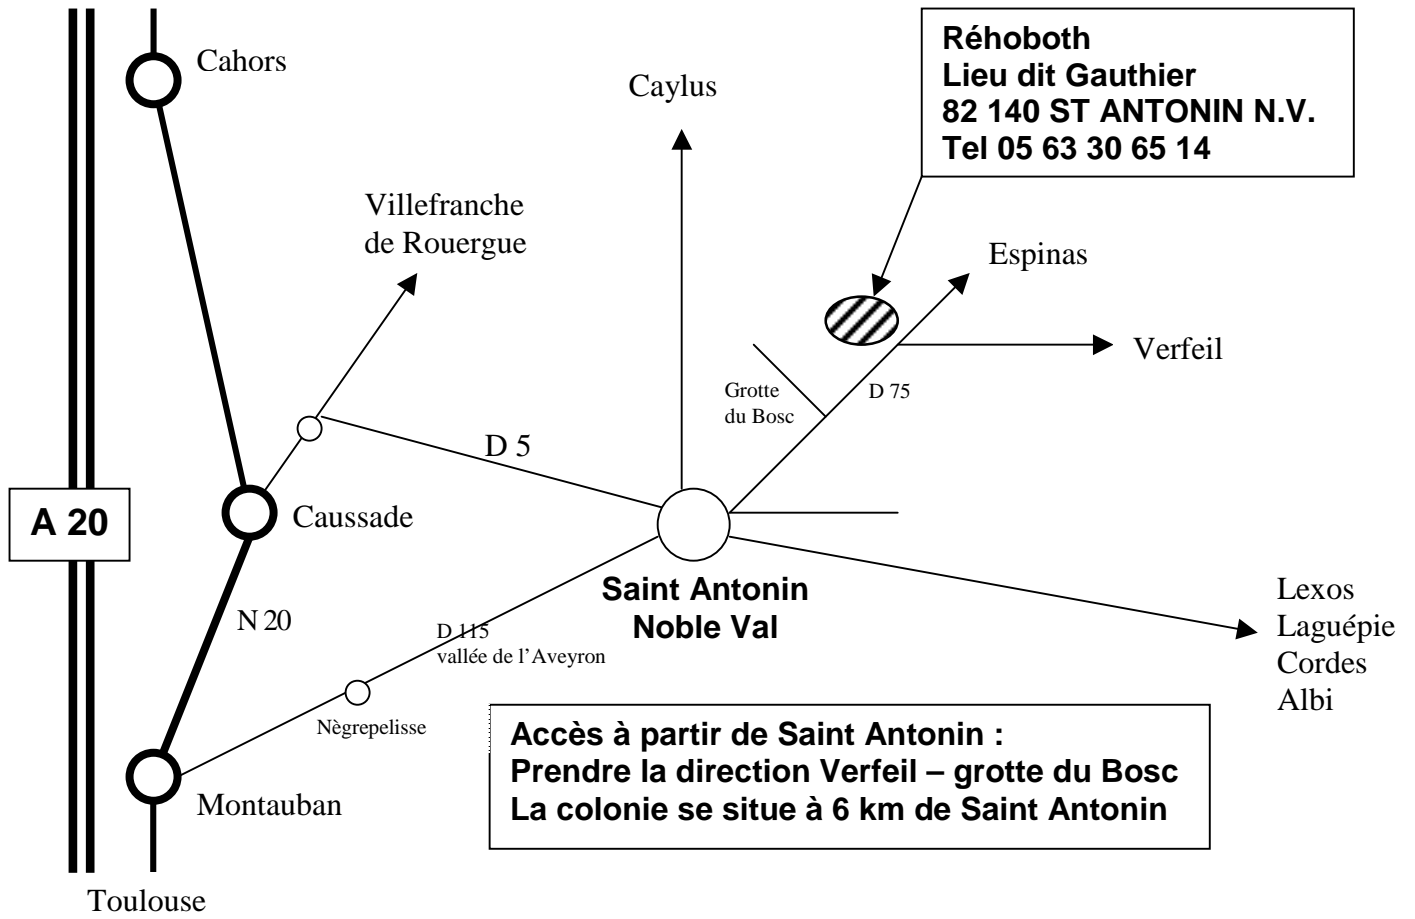 Cahors
Caylus
Réhoboth
Lieu dit Gauthier
82 140 ST ANTONIN N.V.
Tel 05 63 30 65 14
Villefranche
de Rouergue
Espinas
Verfeil
Grotte
du Bosc
D 75
D 5
A 20
Caussade
Saint Antonin
Noble Val
N 20
D 115
vallée de l’Aveyron
Lexos
Laguépie
Cordes
Albi
Nègrepelisse
Accès à partir de Saint Antonin :
Prendre la direction Verfeil – grotte du Bosc
La colonie se situe à 6 km de Saint Antonin
Montauban
Toulouse